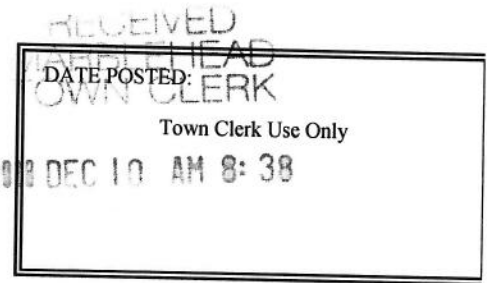 RECEIVED
MARBLEHEAD
TOWN CLERK
DATE POSTED:
Town Clerk Use Only
DEC 10 AM 8:38